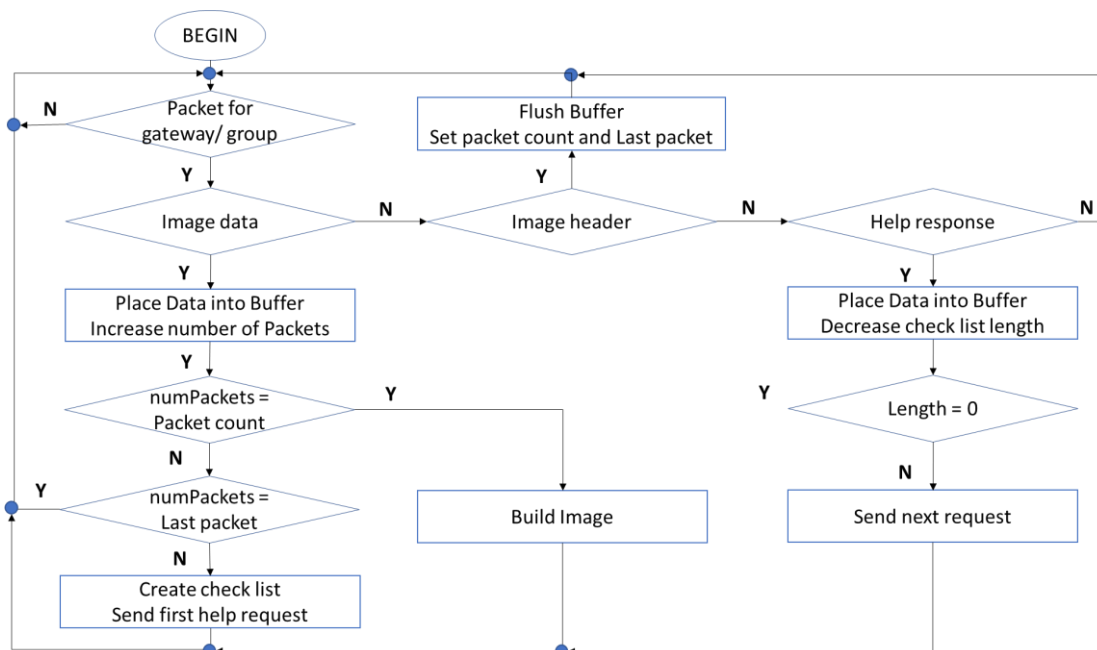 BEGIN
N
Packet for
gateway/ group
Flush Buffer
Set packet count and Last packet
Y
Y
Image data
N
Image header
N
Help response
N
Y
Y
Place Data into Buffer
Increase number of Packets
Place Data into Buffer
Decrease check list length
Y
numPackets =
Packet count
Y
Y
Length = 0
N
N
Y
numPackets =
Last packet
Build Image
Send next request
N
Create check list
Send first help request